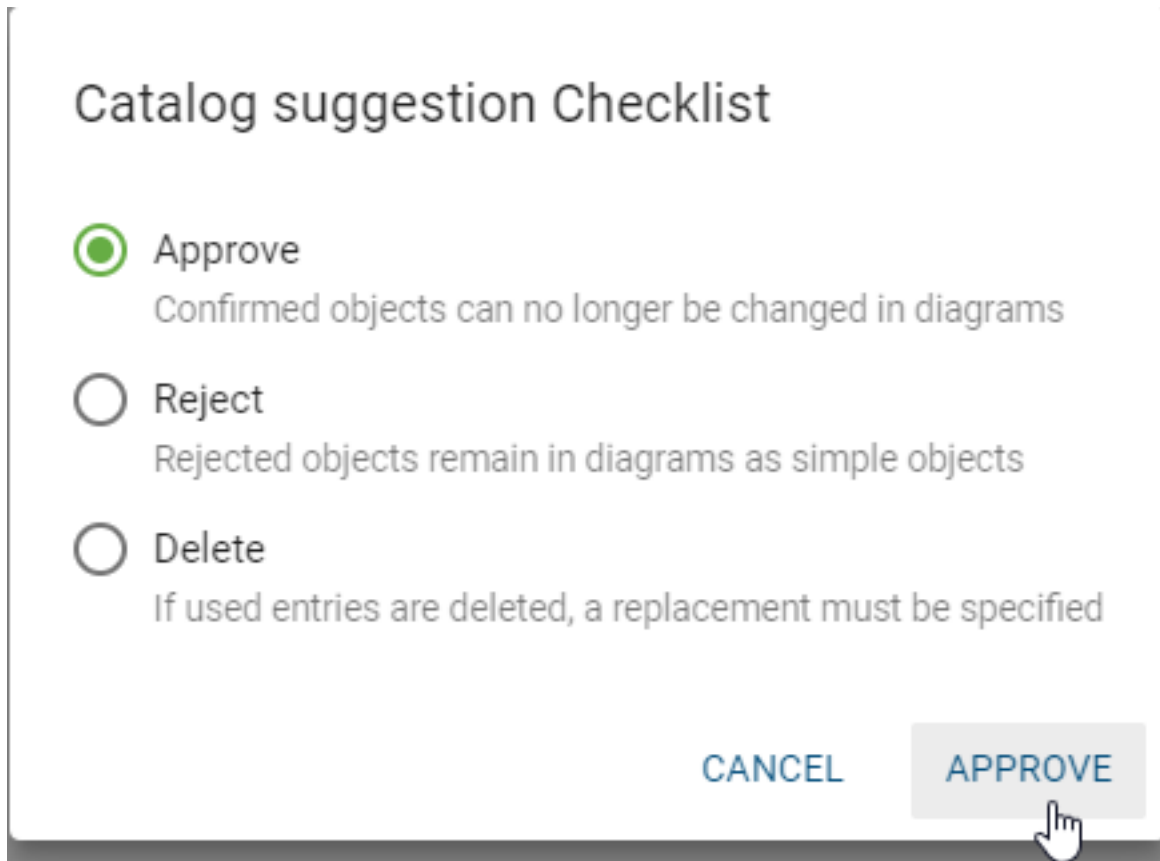 Catalog suggestion Checklist
Approve
Confirmed objects can no longer be changed in diagrams
Reject
Rejected objects remain in diagrams as simple objects
Delete
If used entries are deleted, a replacement must be specified
CANCEL APPROVE